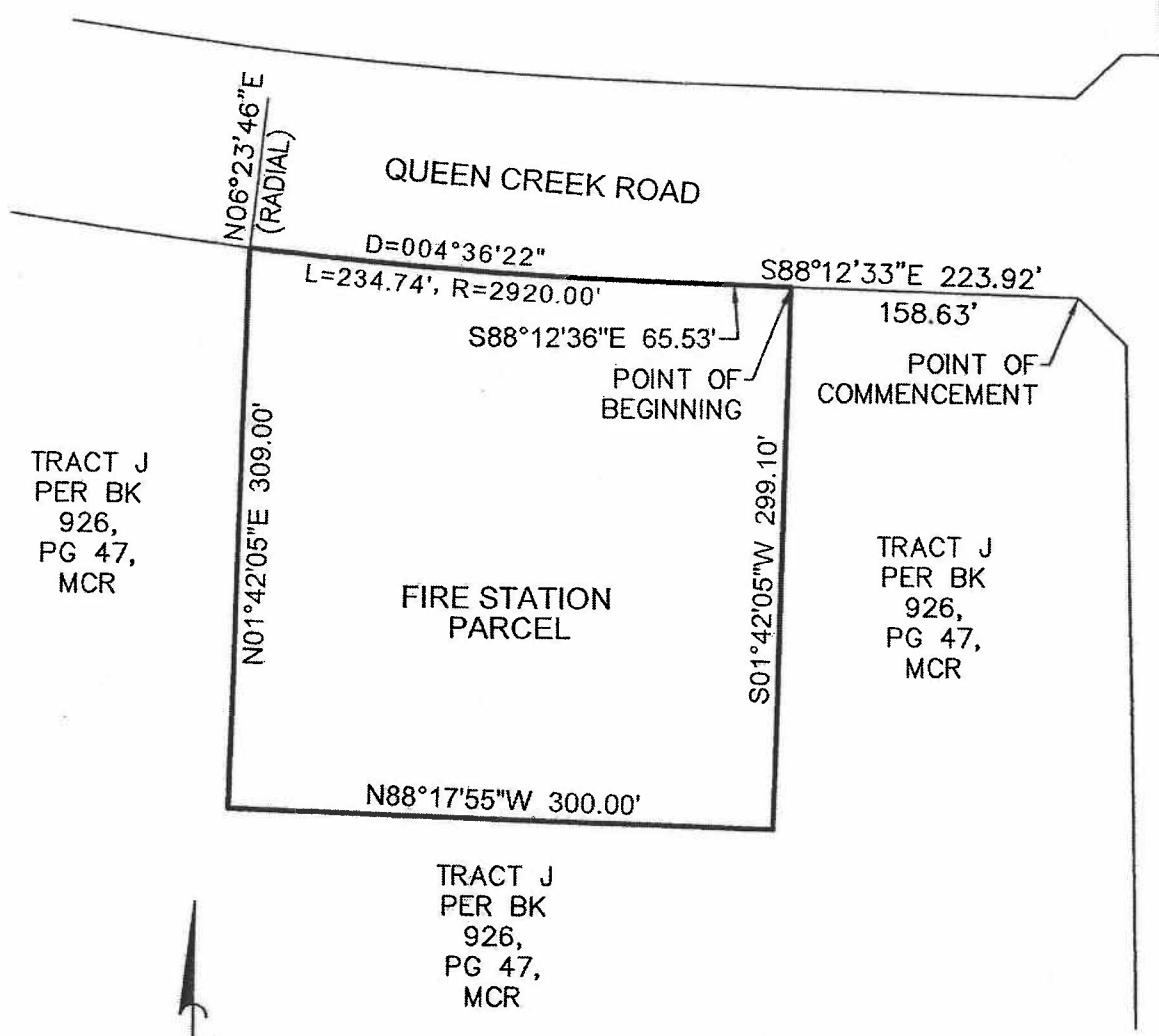 N06°23'46"E
(RADIAL)
QUEEN CREEK ROAD
D=004°36'22"
L=234.74', R=2920.00'
S88°12'33"E 223.92'
158.63'
S88°12'36"E 65.53'
POINT OF
BEGINNING
POINT OF
COMMENCEMENT
TRACT J
PER BK
926,
PG 47,
MCR
N01°42'05"E 309.00'
FIRE STATION
PARCEL
S01°42'05"W 299.10'
TRACT J
PER BK
926,
PG 47,
MCR
N88°17'55"W 300.00'
TRACT J
PER BK
926,
PG 47,
MCR